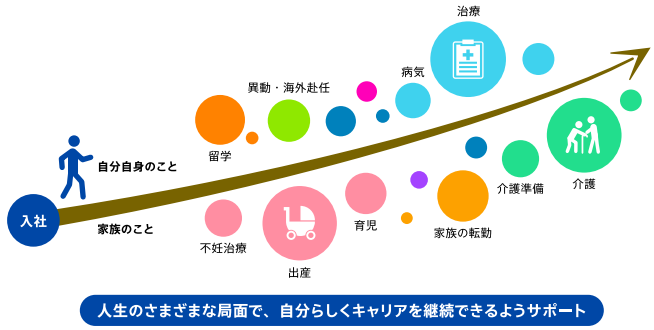 治療
病気
異動・海外赴任
留学
自分自身のこと
入社
家族のこと
不妊治療
出産
育児
家族の転勤
介護準備
介護
人生のさまざまな局面で、自分らしくキャリアを継続できるようサポート